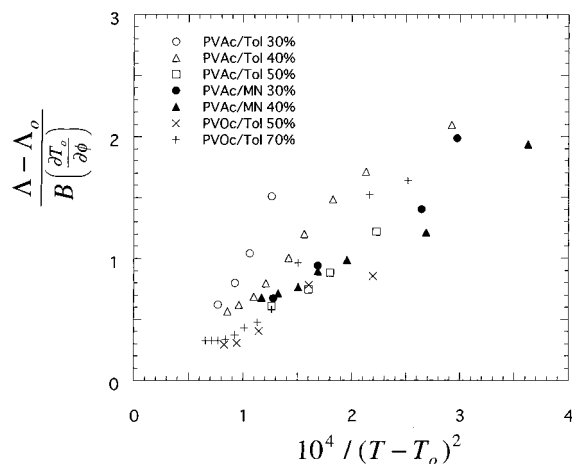 3
PVAc/Tol 30%
PVAc/Tol 40%
PVAc/Tol 50%
PVAc/MN 30%
PVAc/MN 40%
PVOc/Tol 50%
PVOc/Tol 70%
2
Λ − Λₒ
B (∂Tₒ/∂ϕ)
1
0
0 1 2 3 4
10⁴ / (T − Tₒ)²